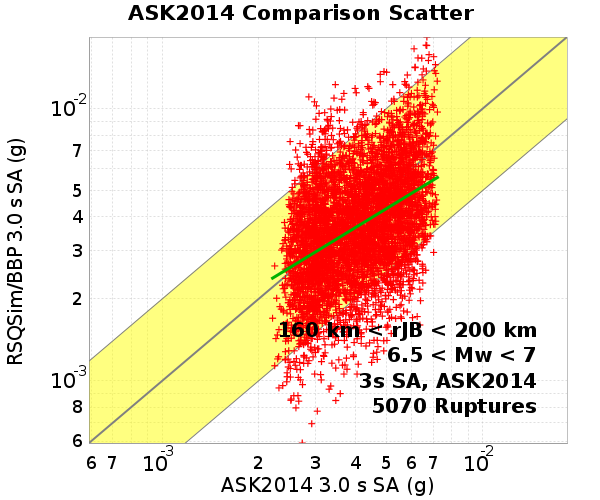 ASK2014 Comparison Scatter
RSQSim/BBP 3.0 s SA (g)
10-2
7
5
4
3
2
10-3
8
6
160 km < rJB < 200 km
6.5 < Mw < 7
3s SA, ASK2014
5070 Ruptures
6 7 10-3 2 3 4 5 6 7 10-2
ASK2014 3.0 s SA (g)